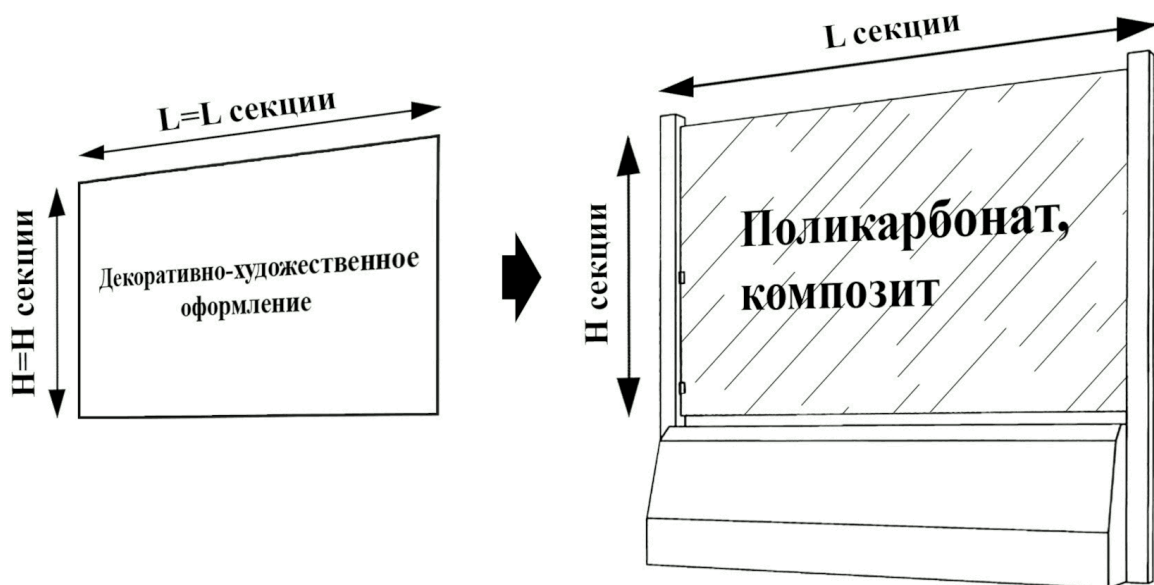 L=L секции
H=H секции
Декоративно-художественное
оформление
L секции
H секции
Поликарбонат,
композит